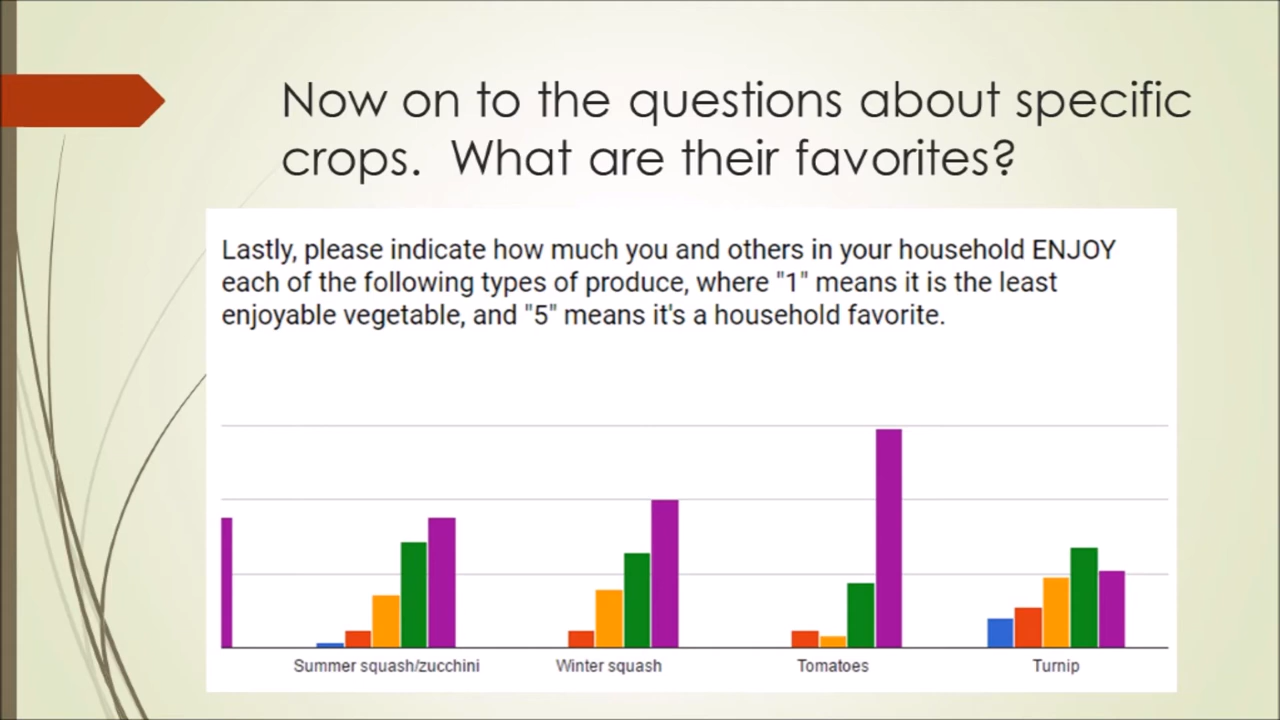 Now on to the questions about specific
crops.  What are their favorites?
Lastly, please indicate how much you and others in your household ENJOY
each of the following types of produce, where "1" means it is the least
enjoyable vegetable, and "5" means it's a household favorite.
Summer squash/zucchini
Winter squash
Tomatoes
Turnip